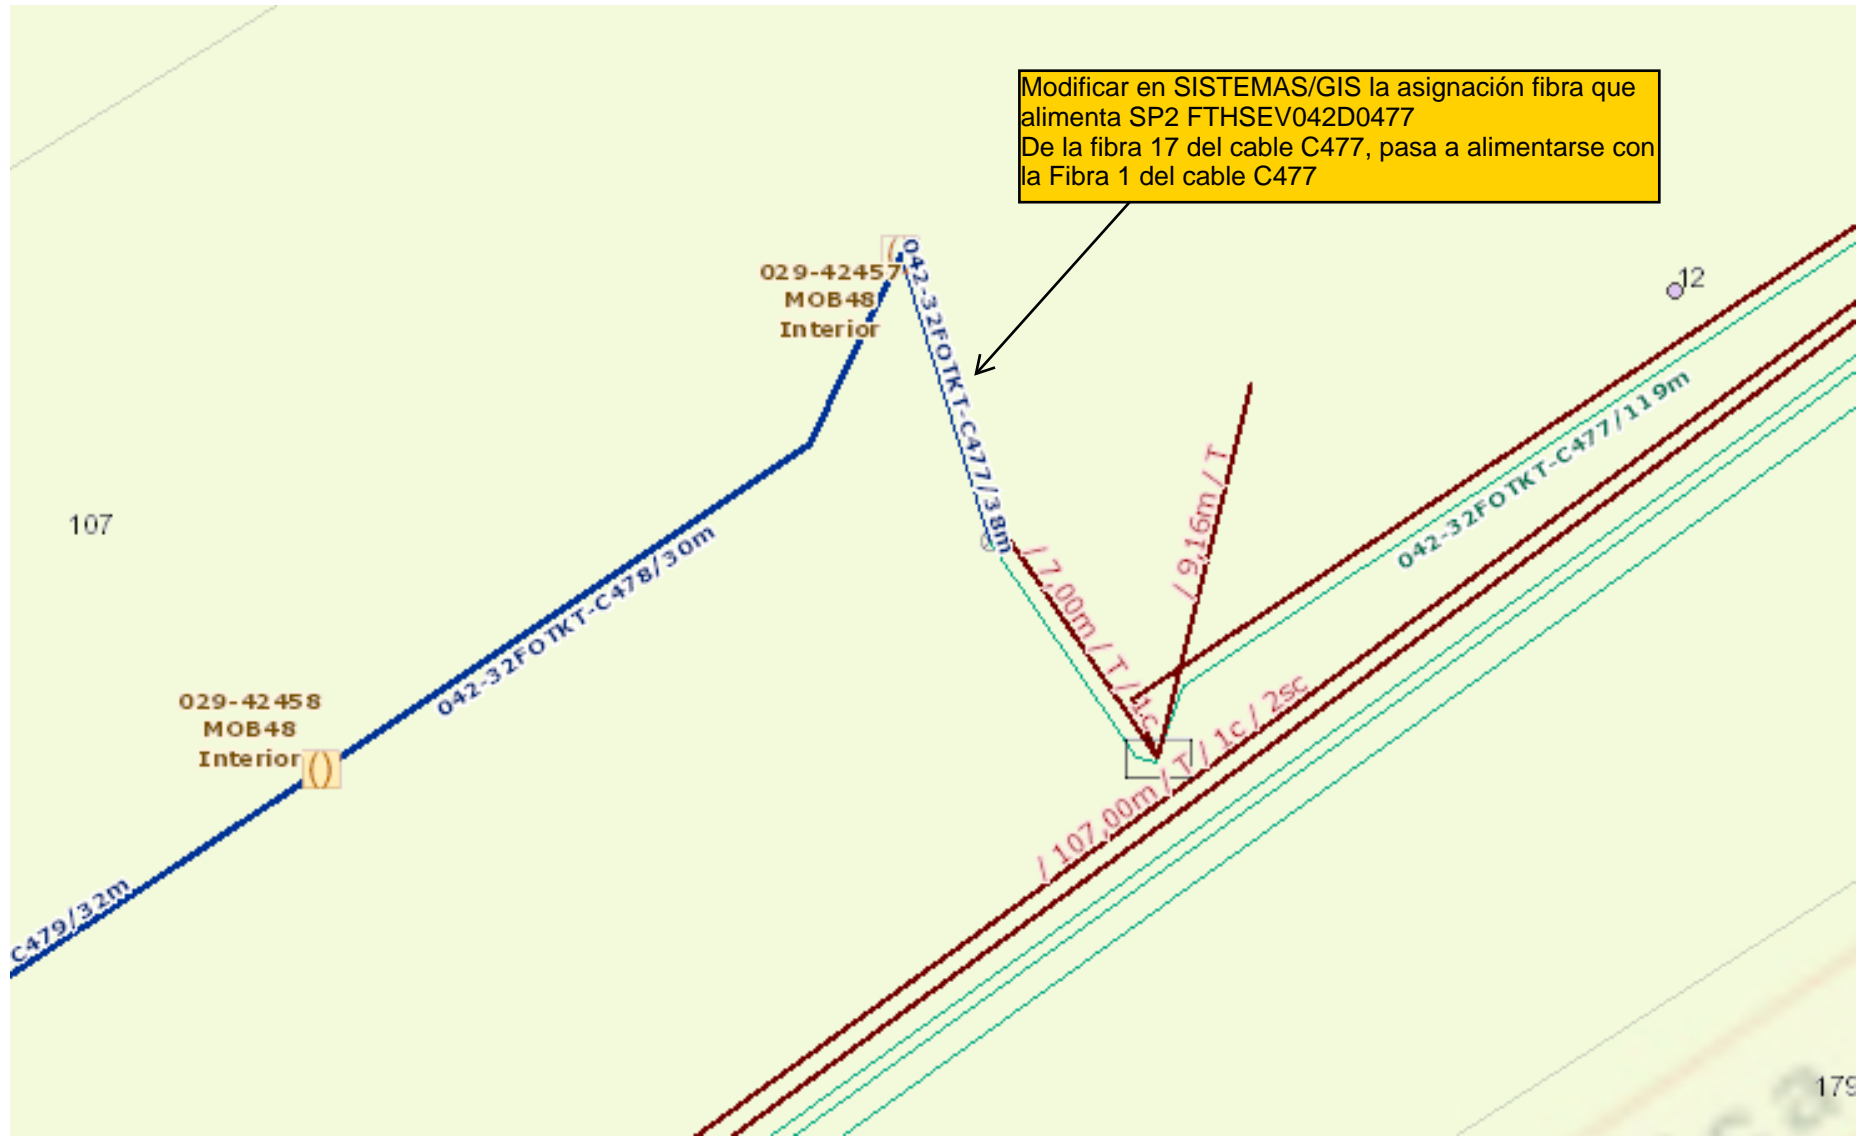 Modificar en SISTEMAS/GIS la asignación fibra que
alimenta SP2 FTHSEV042D0477
De la fibra 17 del cable C477, pasa a alimentarse con
la Fibra 1 del cable C477
12
029-42457
MOB48
Interior
042-32FOTKT-C477/38m
042-32FOTKT-C477/119m
/ 9,16m / T
107
042-32FOTKT-C478/30m
/ 7,00m / T / 1c
029-42458
MOB48
Interior
()
/ 107,00m / T / 1c / 2sc
C479/32m
179